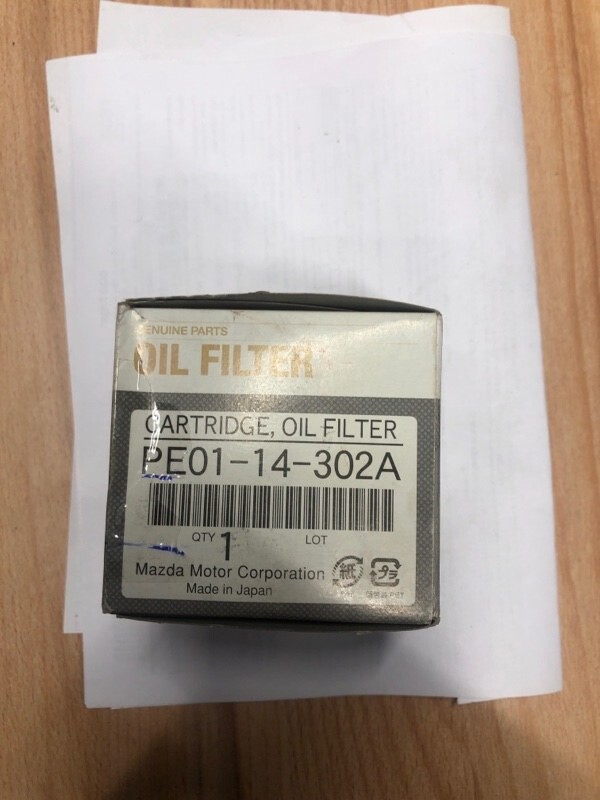 GENUINE PARTS
OIL FILTER
CARTRIDGE, OIL FILTER
PE01-14-302A
QTY 1 LOT
Mazda Motor Corporation 紙 プラ
Made in Japan